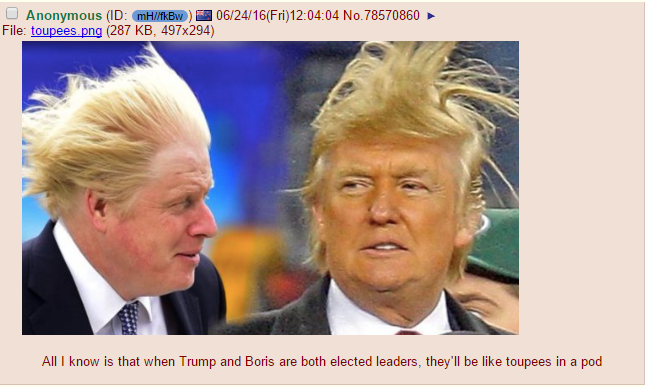 Anonymous (ID: mH//fkBw) 06/24/16(Fri)12:04:04 No.78570860 ►
File: toupees.png (287 KB, 497x294)
All I know is that when Trump and Boris are both elected leaders, they'll be like toupees in a pod